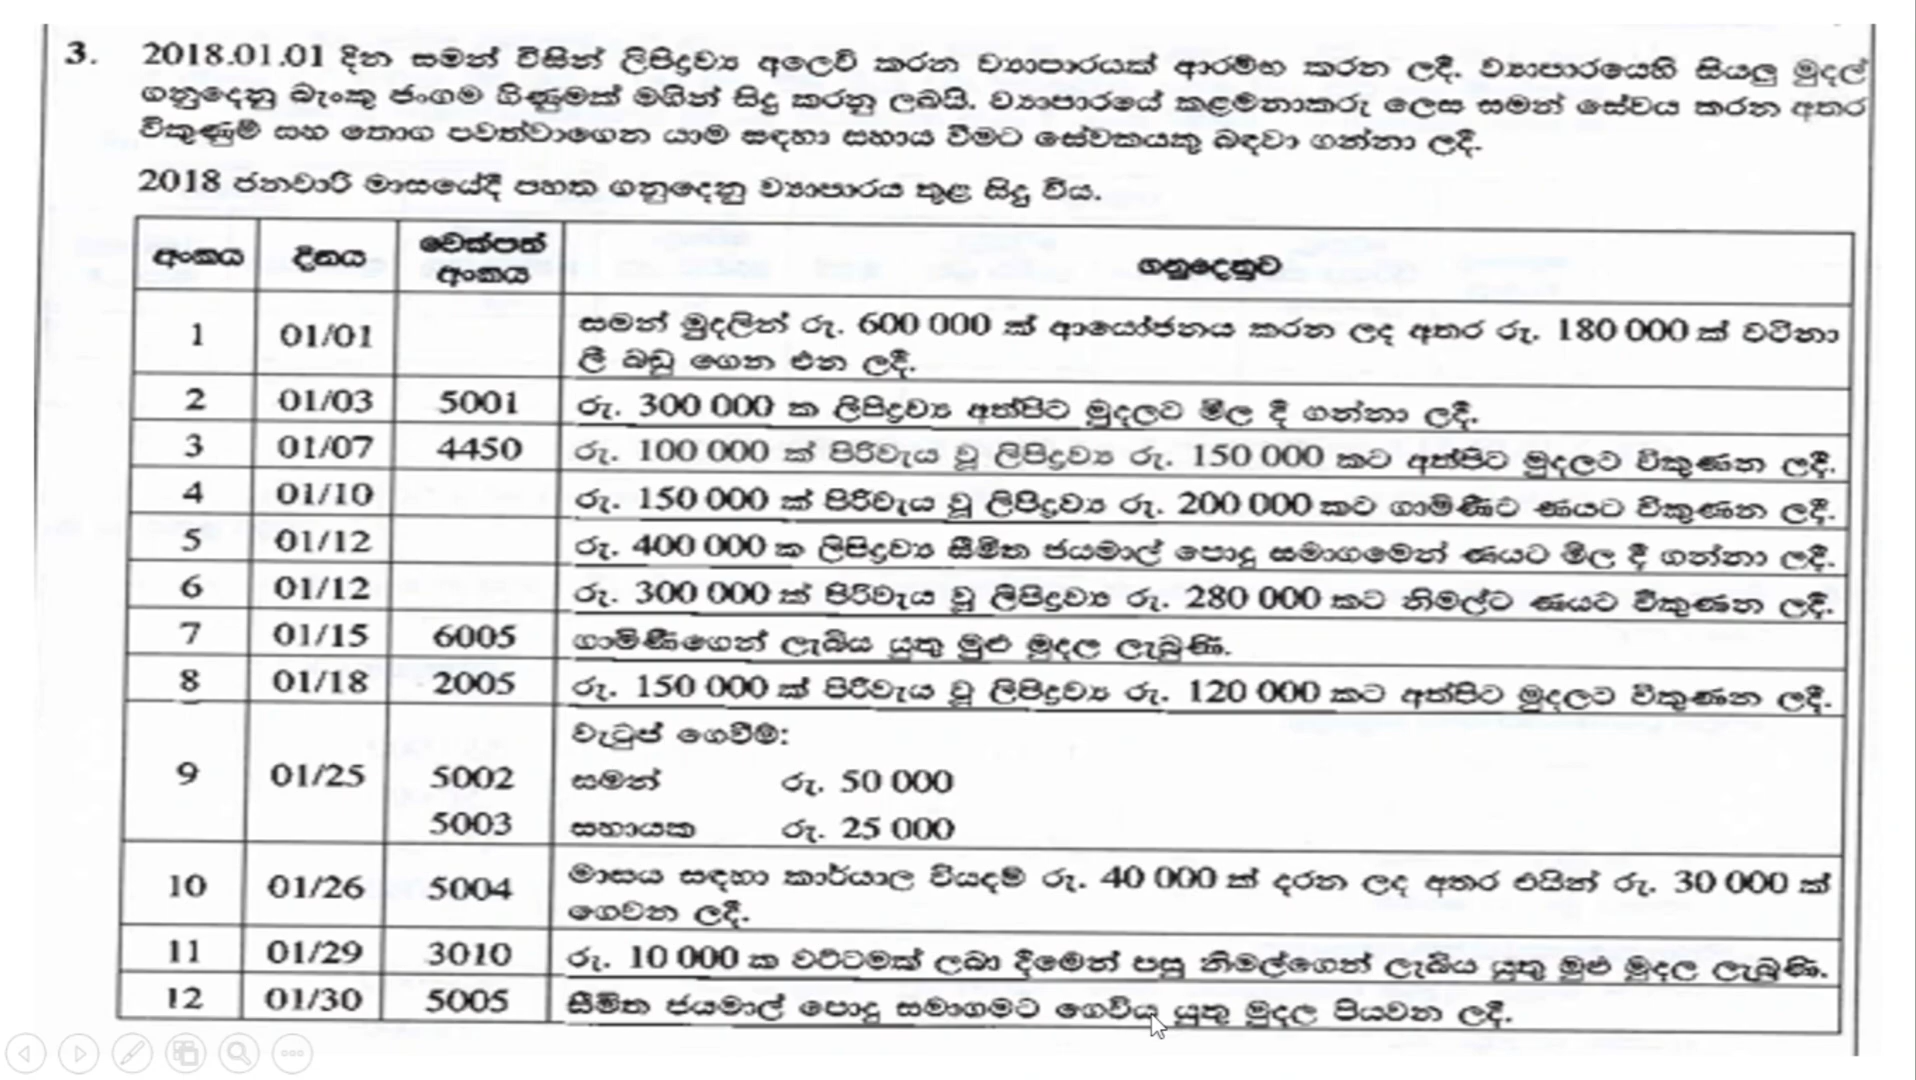 3. 2018.01.01 දින සමන් විසින් ලිපිද්‍රව්‍ය අලෙවි කරන ව්‍යාපාරයක් ආරම්භ කරන ලදී. ව්‍යාපාරයෙහි සියලු මුදල්
ගනුදෙනු බැංකු ජංගම ගිණුමක් මගින් සිදු කරනු ලබයි. ව්‍යාපාරයේ කළමනාකරු ලෙස සමන් සේවය කරන අතර
විකුණුම් සහ තොග පවත්වාගෙන යාම සඳහා සහාය වීමට සේවකයකු බඳවා ගන්නා ලදී.
2018 ජනවාරි මාසයේදී පහත ගනුදෙනු ව්‍යාපාරය තුළ සිදු විය.
අංකය දිනය චෙක්පත් අංකය ගනුදෙනුව
1 01/01 සමන් මුදලින් රු. 600 000 ක් ආයෝජනය කරන ලද අතර රු. 180 000 ක් වටිනා
ලී බඩු ගෙන එන ලදී.
2 01/03 5001 රු. 300 000 ක ලිපිද්‍රව්‍ය අත්පිට මුදලට මිල දී ගන්නා ලදී.
3 01/07 4450 රු. 100 000 ක් පිරිවැය වූ ලිපිද්‍රව්‍ය රු. 150 000 කට අත්පිට මුදලට විකුණන ලදී.
4 01/10 රු. 150 000 ක් පිරිවැය වූ ලිපිද්‍රව්‍ය රු. 200 000 කට ගාමිණීට ණයට විකුණන ලදී.
5 01/12 රු. 400 000 ක ලිපිද්‍රව්‍ය සීමිත ජයමාල් පොදු සමාගමෙන් ණයට මිල දී ගන්නා ලදී.
6 01/12 රු. 300 000 ක් පිරිවැය වූ ලිපිද්‍රව්‍ය රු. 280 000 කට නිමල්ට ණයට විකුණන ලදී.
7 01/15 6005 ගාමිණීගෙන් ලැබිය යුතු මුළු මුදල ලැබුණි.
8 01/18 2005 රු. 150 000 ක් පිරිවැය වූ ලිපිද්‍රව්‍ය රු. 120 000 කට අත්පිට මුදලට විකුණන ලදී.
වැටුප් ගෙවීම්:
9 01/25 5002 සමන් රු. 50 000
5003 සහායක රු. 25 000
10 01/26 5004 මාසය සඳහා කාර්යාල වියදම් රු. 40 000 ක් දරන ලද අතර එයින් රු. 30 000 ක්
ගෙවන ලදී.
11 01/29 3010 රු. 10 000 ක වට්ටමක් ලබා දීමෙන් පසු නිමල්ගෙන් ලැබිය යුතු මුළු මුදල ලැබුණි.
12 01/30 5005 සීමිත ජයමාල් පොදු සමාගමට ගෙවිය යුතු මුදල පියවන ලදී.